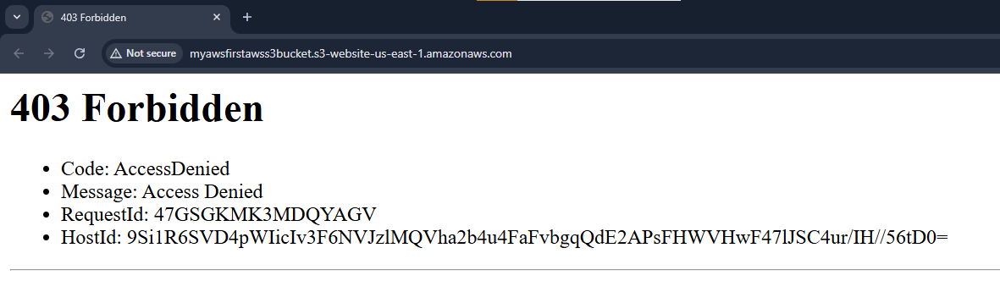 403 Forbidden
Not secure
myawsfirstawss3bucket.s3-website-us-east-1.amazonaws.com
403 Forbidden
Code: AccessDenied
Message: Access Denied
RequestId: 47GSGKMK3MDQYAGV
HostId: 9Si1R6SVD4pWIicIv3F6NVJzlMQVha2b4u4FaFvbgqQdE2APsFHWVHwF47lJSC4ur/IH//56tD0=